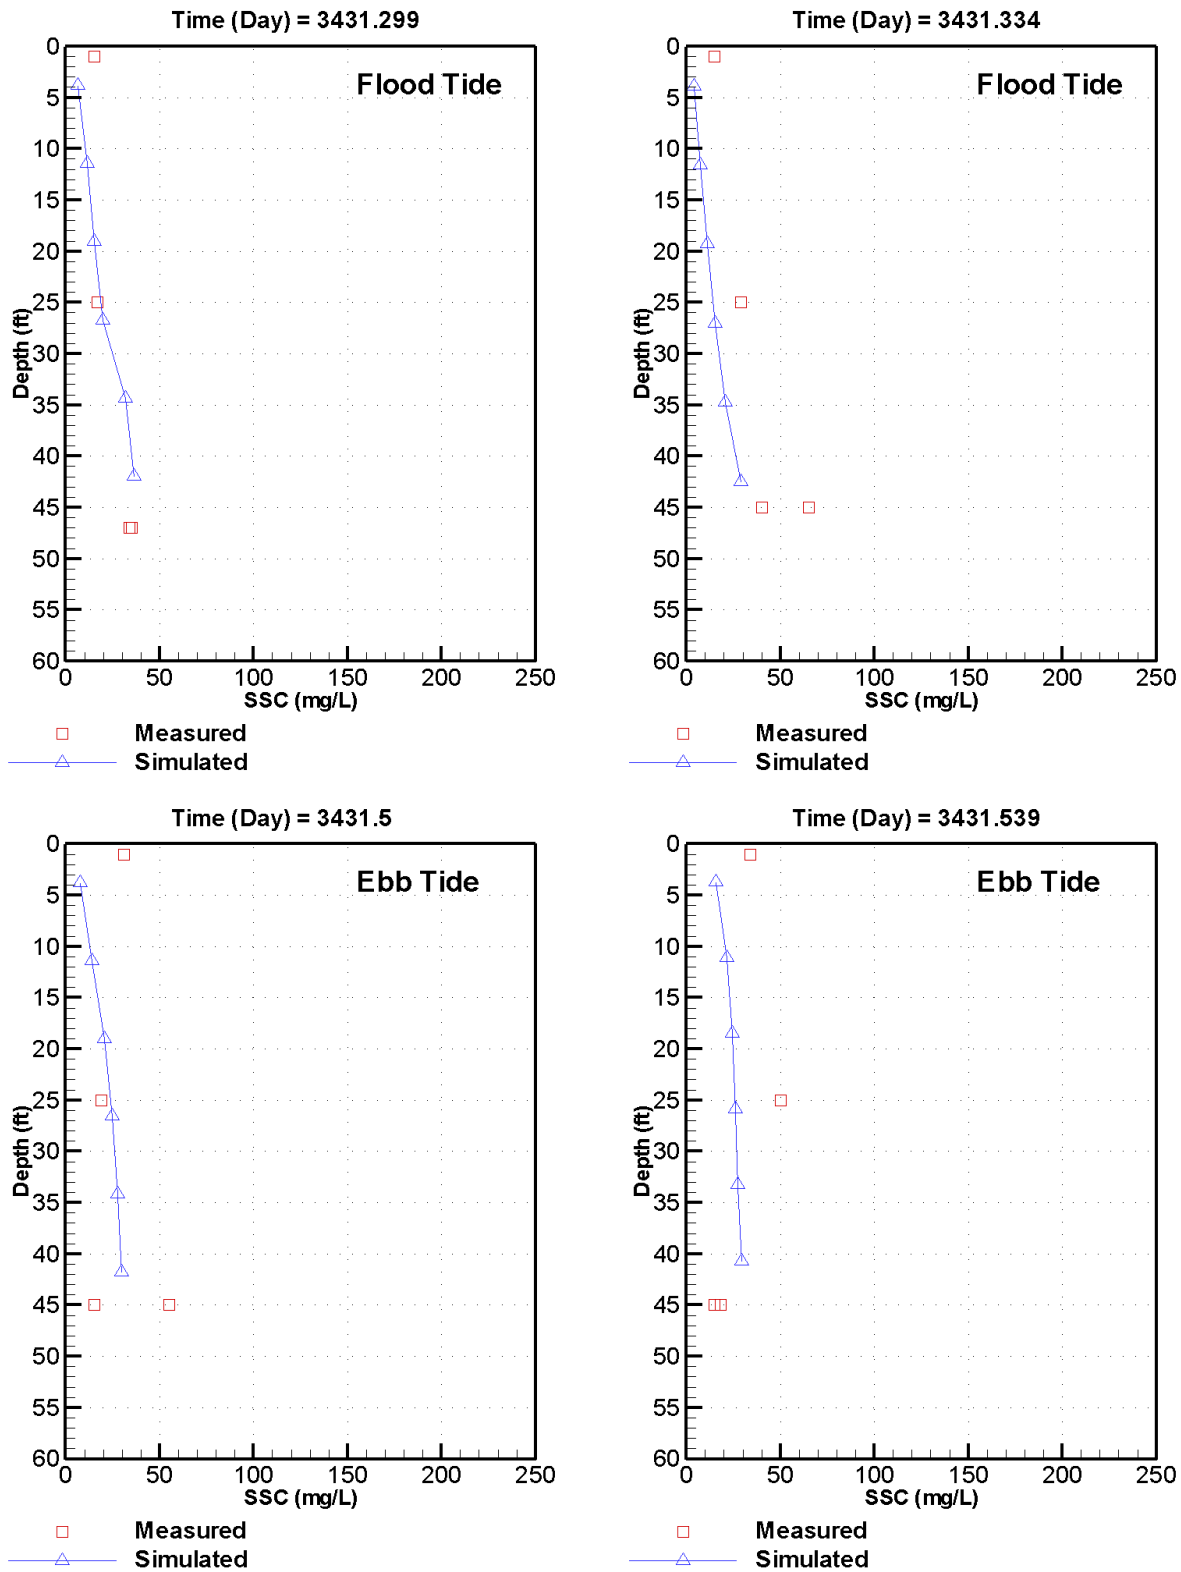 Time (Day) = 3431.299
Flood Tide
0
5
10
15
20
25
30
35
40
45
50
55
60
Depth (ft)
0 50 100 150 200 250
SSC (mg/L)
Measured
Simulated
Time (Day) = 3431.334
Flood Tide
0
5
10
15
20
25
30
35
40
45
50
55
60
Depth (ft)
0 50 100 150 200 250
SSC (mg/L)
Measured
Simulated
Time (Day) = 3431.5
Ebb Tide
0
5
10
15
20
25
30
35
40
45
50
55
60
Depth (ft)
0 50 100 150 200 250
SSC (mg/L)
Measured
Simulated
Time (Day) = 3431.539
Ebb Tide
0
5
10
15
20
25
30
35
40
45
50
55
60
Depth (ft)
0 50 100 150 200 250
SSC (mg/L)
Measured
Simulated